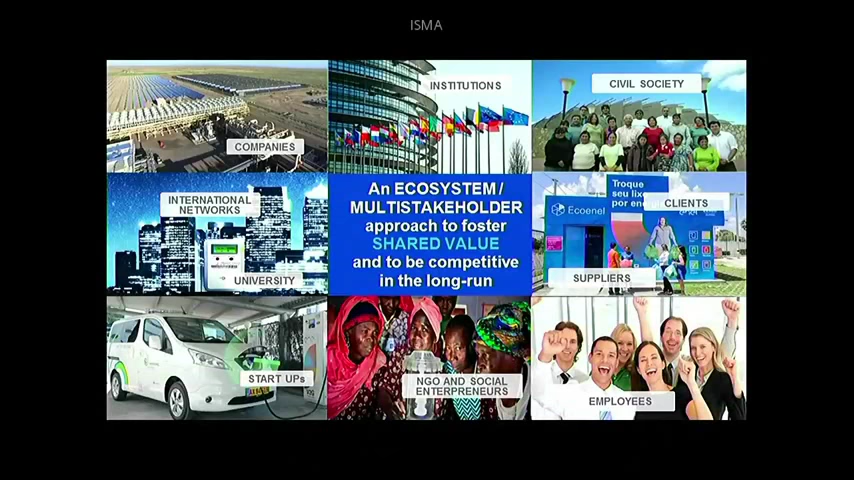 ISMA
COMPANIES
INSTITUTIONS
CIVIL SOCIETY
INTERNATIONAL
NETWORKS
UNIVERSITY
An ECOSYSTEM/
MULTISTAKEHOLDER
approach to foster
SHARED VALUE
and to be competitive
in the long-run
Troque
seu lixo
por
Ecoenel
CLIENTS
SUPPLIERS
START UPs
NGO AND SOCIAL
ENTERPRENEURS
EMPLOYEES